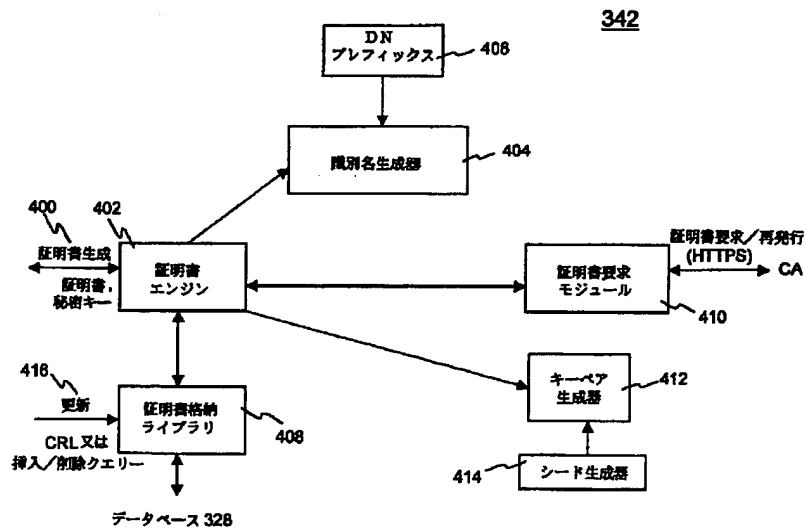 342
DN
プレフィックス
406
識別名生成器
404
400
402
証明書生成
証明書，
秘密キー
証明書
エンジン
証明書要求
モジュール
410
証明書要求／再発行
(HTTPS)
CA
416
更新
CRL又は
挿入／削除クエリー
証明書格納
ライブラリ
408
キーペア
生成器
412
414
シード生成器
データベース 328